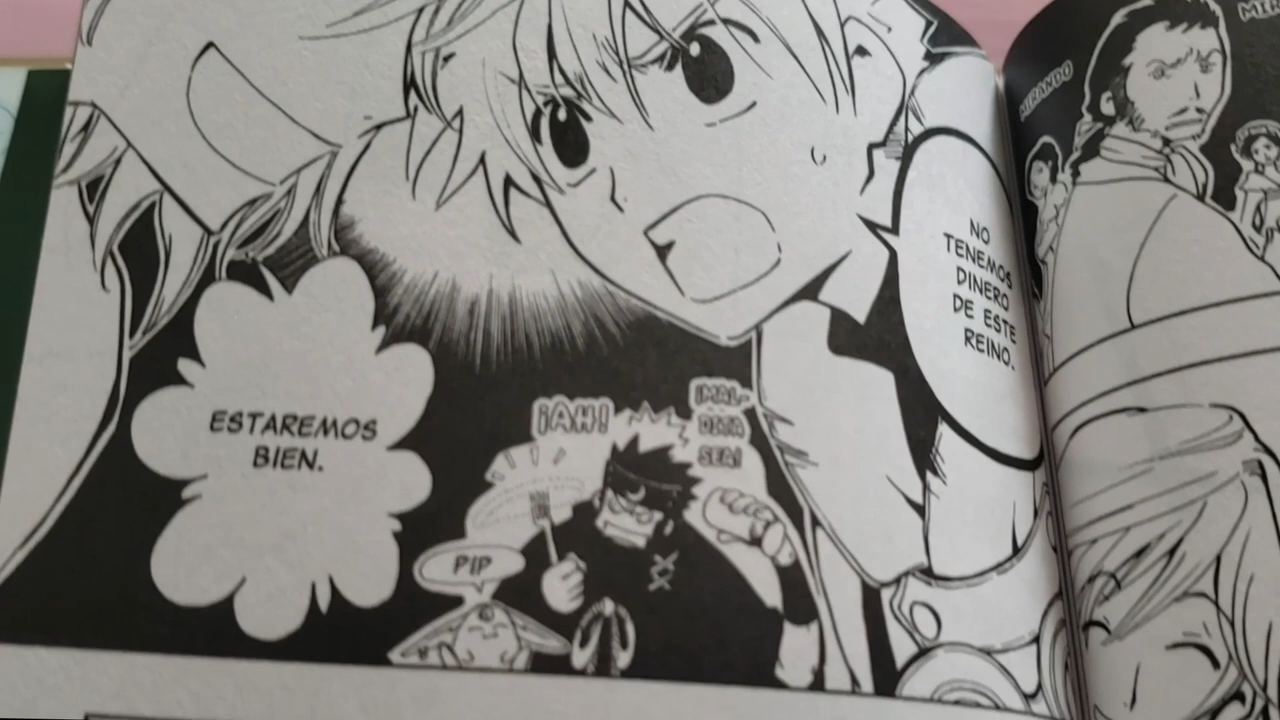 NO
TENEMOS
DINERO
DE ESTE
REINO.
ESTAREMOS
BIEN.
¡AH!
¡MAL-
DITA
SEA!
PIP
MIRANDO